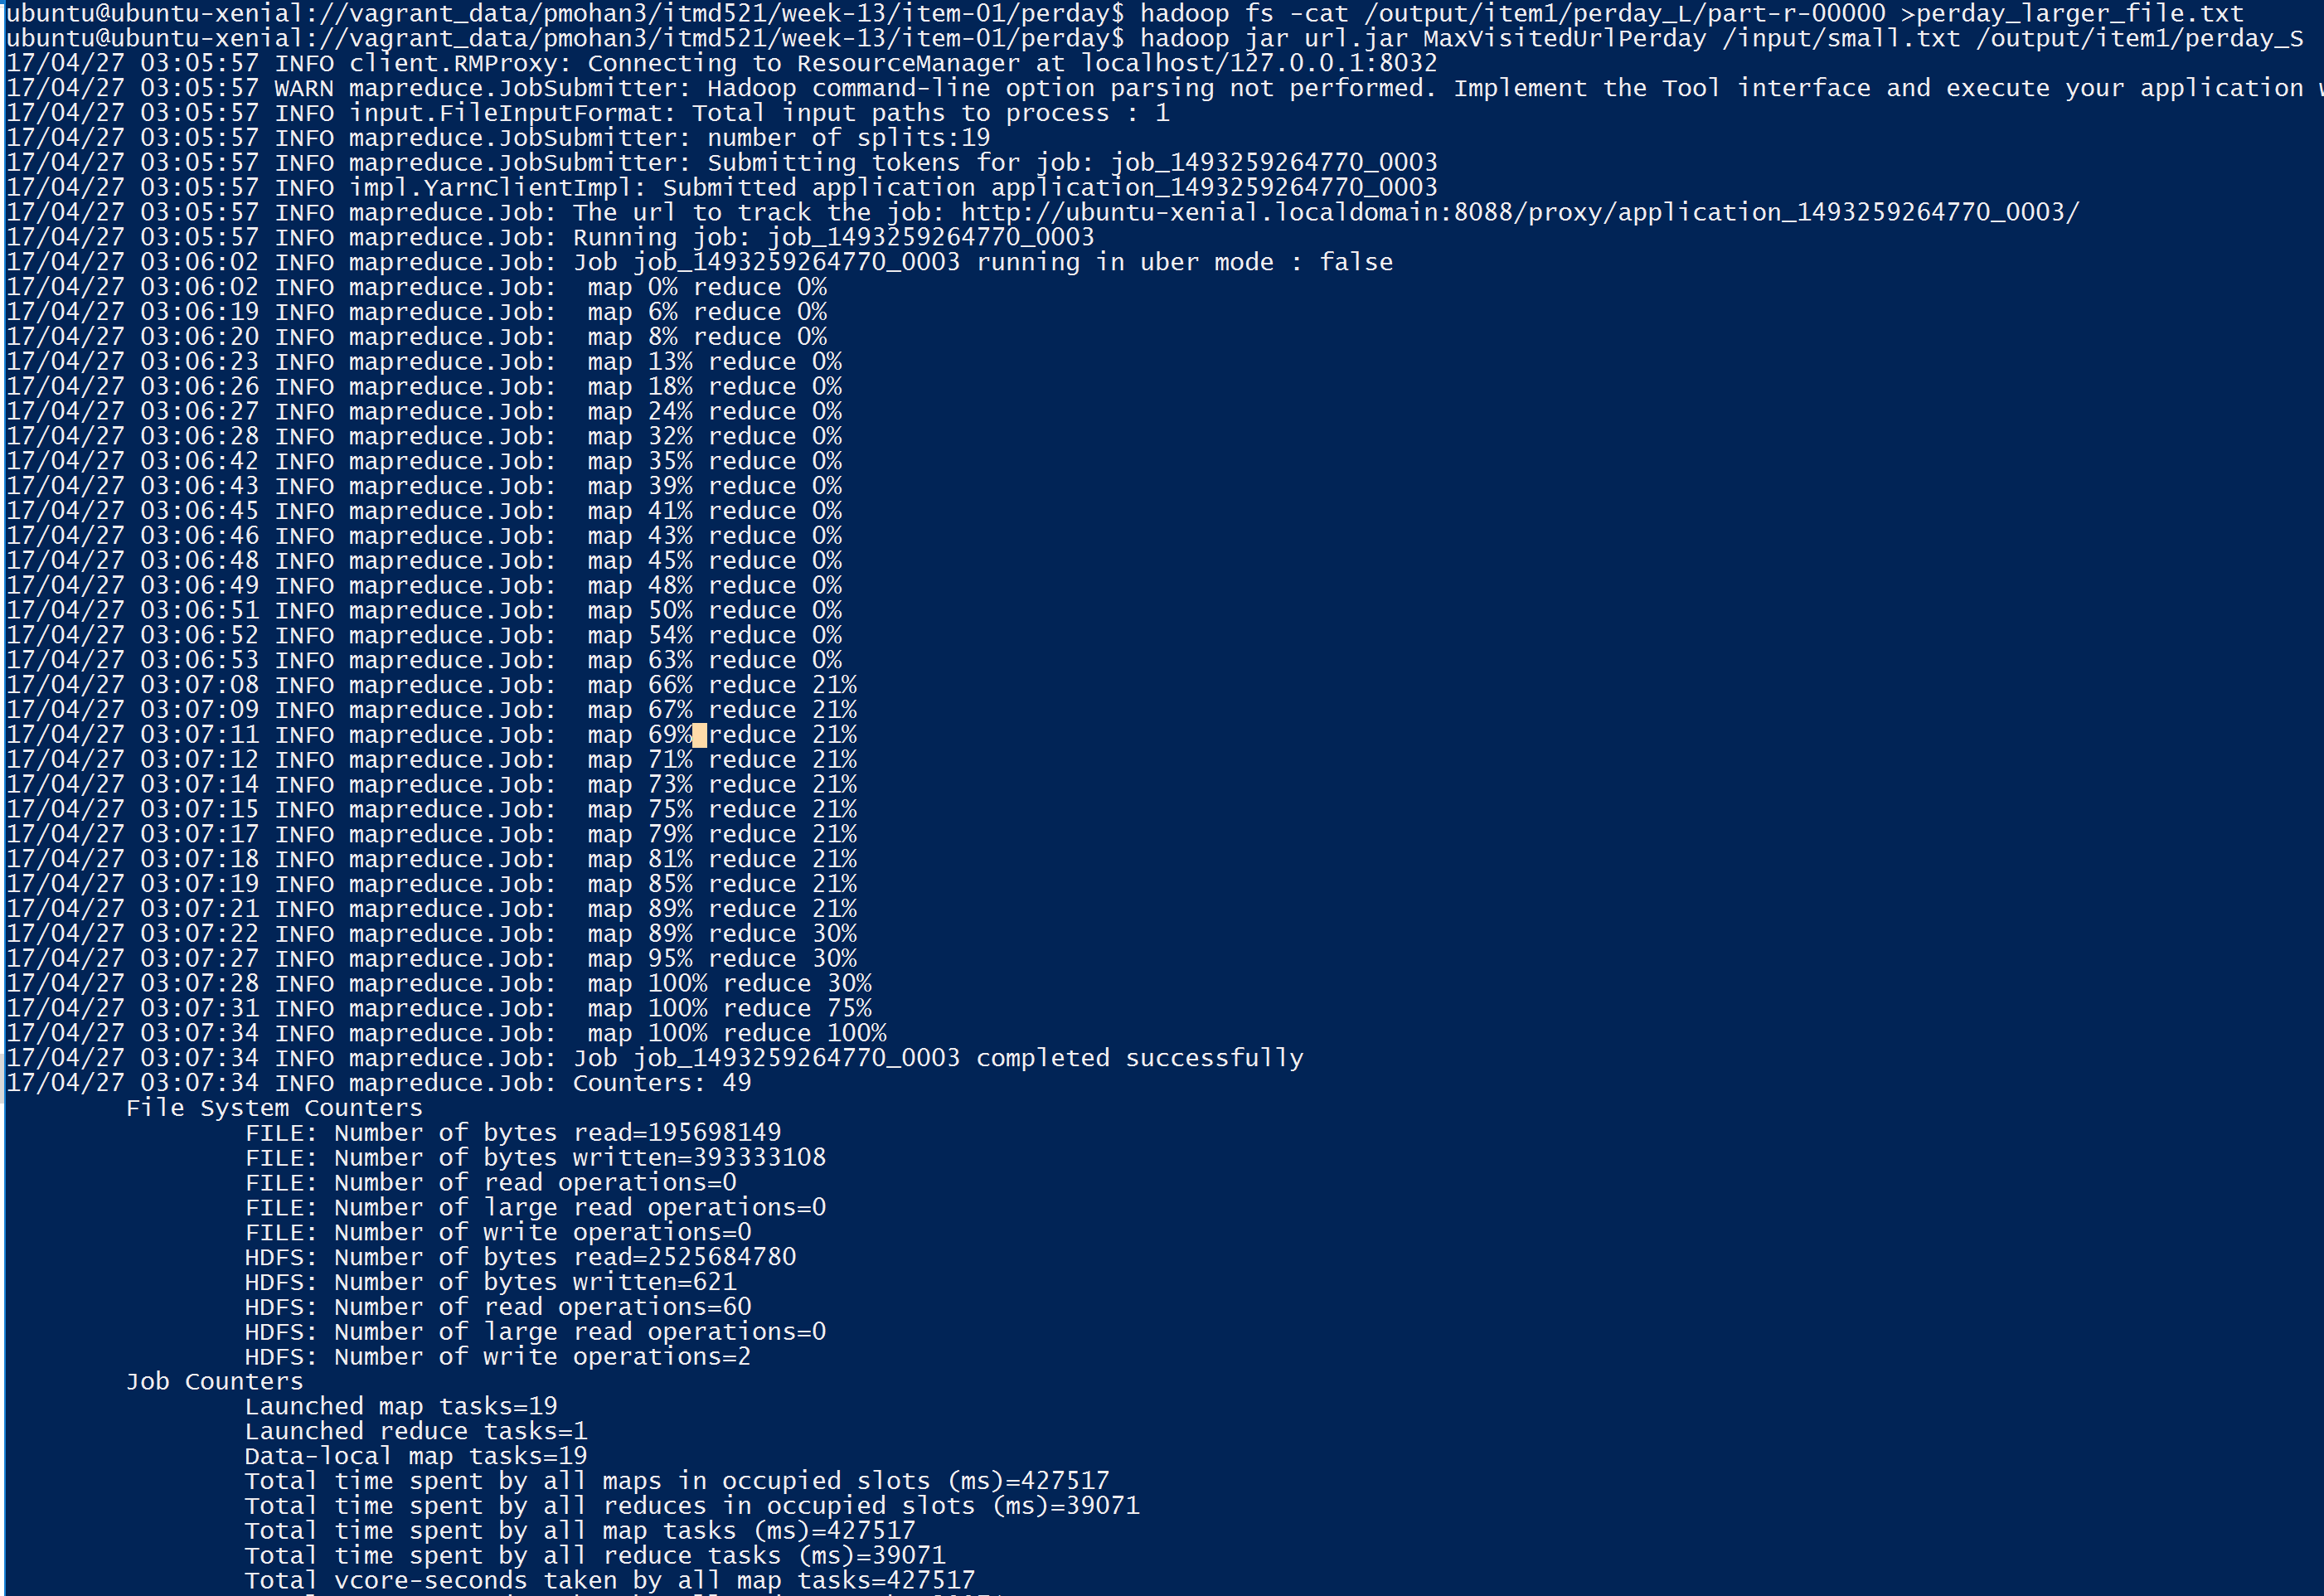 ubuntu@ubuntu-xenial://vagrant_data/pmohan3/itmd521/week-13/item-01/perday$ hadoop fs -cat /output/item1/perday_L/part-r-00000 >perday_larger_file.txt
ubuntu@ubuntu-xenial://vagrant_data/pmohan3/itmd521/week-13/item-01/perday$ hadoop jar url.jar MaxVisitedUrlPerday /input/small.txt /output/item1/perday_S
17/04/27 03:05:57 INFO client.RMProxy: Connecting to ResourceManager at localhost/127.0.0.1:8032
17/04/27 03:05:57 WARN mapreduce.JobSubmitter: Hadoop command-line option parsing not performed. Implement the Tool interface and execute your application
17/04/27 03:05:57 INFO input.FileInputFormat: Total input paths to process : 1
17/04/27 03:05:57 INFO mapreduce.JobSubmitter: number of splits:19
17/04/27 03:05:57 INFO mapreduce.JobSubmitter: Submitting tokens for job: job_1493259264770_0003
17/04/27 03:05:57 INFO impl.YarnClientImpl: Submitted application application_1493259264770_0003
17/04/27 03:05:57 INFO mapreduce.Job: The url to track the job: http://ubuntu-xenial.localdomain:8088/proxy/application_1493259264770_0003/
17/04/27 03:05:57 INFO mapreduce.Job: Running job: job_1493259264770_0003
17/04/27 03:06:02 INFO mapreduce.Job: Job job_1493259264770_0003 running in uber mode : false
17/04/27 03:06:02 INFO mapreduce.Job:  map 0% reduce 0%
17/04/27 03:06:19 INFO mapreduce.Job:  map 6% reduce 0%
17/04/27 03:06:20 INFO mapreduce.Job:  map 8% reduce 0%
17/04/27 03:06:23 INFO mapreduce.Job:  map 13% reduce 0%
17/04/27 03:06:26 INFO mapreduce.Job:  map 18% reduce 0%
17/04/27 03:06:27 INFO mapreduce.Job:  map 24% reduce 0%
17/04/27 03:06:28 INFO mapreduce.Job:  map 32% reduce 0%
17/04/27 03:06:42 INFO mapreduce.Job:  map 35% reduce 0%
17/04/27 03:06:43 INFO mapreduce.Job:  map 39% reduce 0%
17/04/27 03:06:45 INFO mapreduce.Job:  map 41% reduce 0%
17/04/27 03:06:46 INFO mapreduce.Job:  map 43% reduce 0%
17/04/27 03:06:48 INFO mapreduce.Job:  map 45% reduce 0%
17/04/27 03:06:49 INFO mapreduce.Job:  map 48% reduce 0%
17/04/27 03:06:51 INFO mapreduce.Job:  map 50% reduce 0%
17/04/27 03:06:52 INFO mapreduce.Job:  map 54% reduce 0%
17/04/27 03:06:53 INFO mapreduce.Job:  map 63% reduce 0%
17/04/27 03:07:08 INFO mapreduce.Job:  map 66% reduce 21%
17/04/27 03:07:09 INFO mapreduce.Job:  map 67% reduce 21%
17/04/27 03:07:11 INFO mapreduce.Job:  map 69% reduce 21%
17/04/27 03:07:12 INFO mapreduce.Job:  map 71% reduce 21%
17/04/27 03:07:14 INFO mapreduce.Job:  map 73% reduce 21%
17/04/27 03:07:15 INFO mapreduce.Job:  map 75% reduce 21%
17/04/27 03:07:17 INFO mapreduce.Job:  map 79% reduce 21%
17/04/27 03:07:18 INFO mapreduce.Job:  map 81% reduce 21%
17/04/27 03:07:19 INFO mapreduce.Job:  map 85% reduce 21%
17/04/27 03:07:21 INFO mapreduce.Job:  map 89% reduce 21%
17/04/27 03:07:22 INFO mapreduce.Job:  map 89% reduce 30%
17/04/27 03:07:27 INFO mapreduce.Job:  map 95% reduce 30%
17/04/27 03:07:28 INFO mapreduce.Job:  map 100% reduce 30%
17/04/27 03:07:31 INFO mapreduce.Job:  map 100% reduce 75%
17/04/27 03:07:34 INFO mapreduce.Job:  map 100% reduce 100%
17/04/27 03:07:34 INFO mapreduce.Job: Job job_1493259264770_0003 completed successfully
17/04/27 03:07:34 INFO mapreduce.Job: Counters: 49
File System Counters
FILE: Number of bytes read=195698149
FILE: Number of bytes written=393333108
FILE: Number of read operations=0
FILE: Number of large read operations=0
FILE: Number of write operations=0
HDFS: Number of bytes read=2525684780
HDFS: Number of bytes written=621
HDFS: Number of read operations=60
HDFS: Number of large read operations=0
HDFS: Number of write operations=2
Job Counters
Launched map tasks=19
Launched reduce tasks=1
Data-local map tasks=19
Total time spent by all maps in occupied slots (ms)=427517
Total time spent by all reduces in occupied slots (ms)=39071
Total time spent by all map tasks (ms)=427517
Total time spent by all reduce tasks (ms)=39071
Total vcore-seconds taken by all map tasks=427517